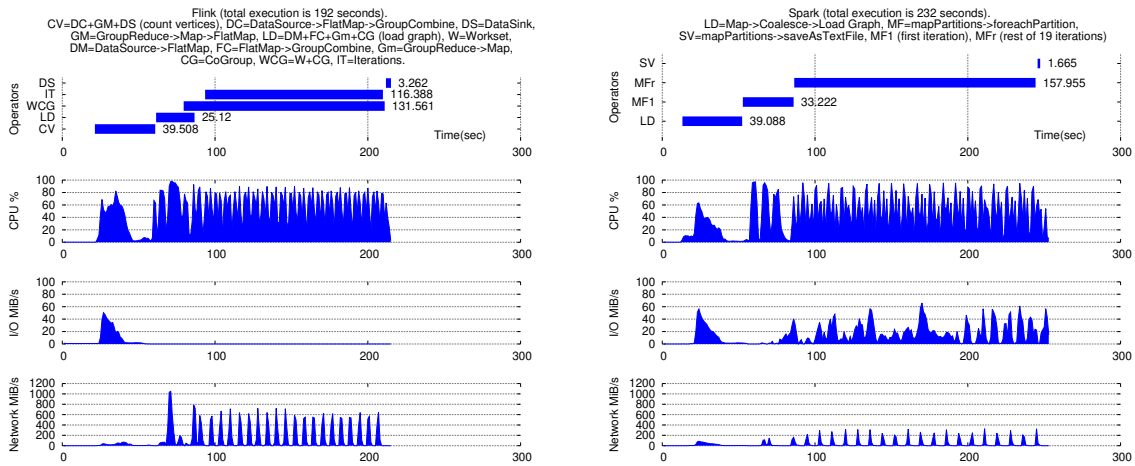 Flink (total execution is 192 seconds).
CV=DC+GM+DS (count vertices), DC=DataSource->FlatMap->GroupCombine, DS=DataSink,
GM=GroupReduce->Map->FlatMap, LD=DM+FC+Gm+CG (load graph), W=Workset,
DM=DataSource->FlatMap, FC=FlatMap->GroupCombine, Gm=GroupReduce->Map,
CG=CoGroup, WCG=W+CG, IT=Iterations.
Operators
DS 3.262
IT 116.388
WCG 131.561
LD 25.12
CV 39.508
Time(sec)
0 100 200 300
CPU %
100
80
60
40
20
0
0 100 200 300
I/O MiB/s
100
80
60
40
20
0
0 100 200 300
Network MiB/s
1200
1000
800
600
400
200
0
0 100 200 300
Spark (total execution is 232 seconds).
LD=Map->Coalesce->Load Graph, MF=mapPartitions->foreachPartition,
SV=mapPartitions->saveAsTextFile, MF1 (first iteration), MFr (rest of 19 iterations)
Operators
SV 1.665
MFr 157.955
MF1 33.222
LD 39.088
Time(sec)
0 100 200 300
CPU %
100
80
60
40
20
0
0 100 200 300
I/O MiB/s
100
80
60
40
20
0
0 100 200 300
Network MiB/s
1200
1000
800
600
400
200
0
0 100 200 300